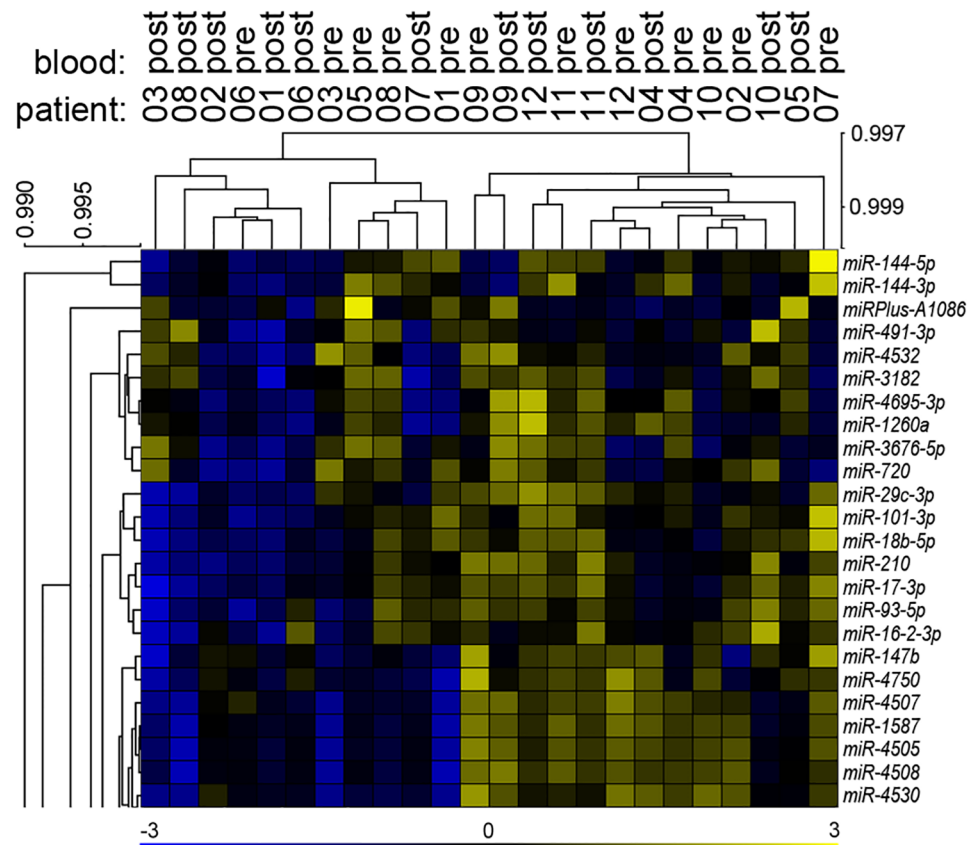 blood: post post post pre post post pre pre pre post pre pre post post pre post pre post pre pre pre post post pre
patient: 03 08 02 06 01 06 03 05 08 07 01 09 09 12 11 11 12 04 04 10 02 10 05 07
0.997
0.990 0.995
0.999
miR-144-5p
miR-144-3p
miRPlus-A1086
miR-491-3p
miR-4532
miR-3182
miR-4695-3p
miR-1260a
miR-3676-5p
miR-720
miR-29c-3p
miR-101-3p
miR-18b-5p
miR-210
miR-17-3p
miR-93-5p
miR-16-2-3p
miR-147b
miR-4750
miR-4507
miR-1587
miR-4505
miR-4508
miR-4530
-3 0 3